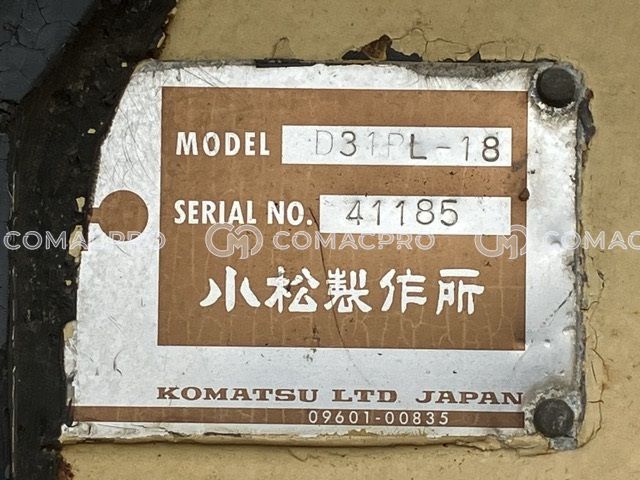 MODEL D31PL-18
SERIAL NO. 41185
COMACPRO COMACPRO COMACPRO
小松製作所
KOMATSU LTD. JAPAN
09601-00835